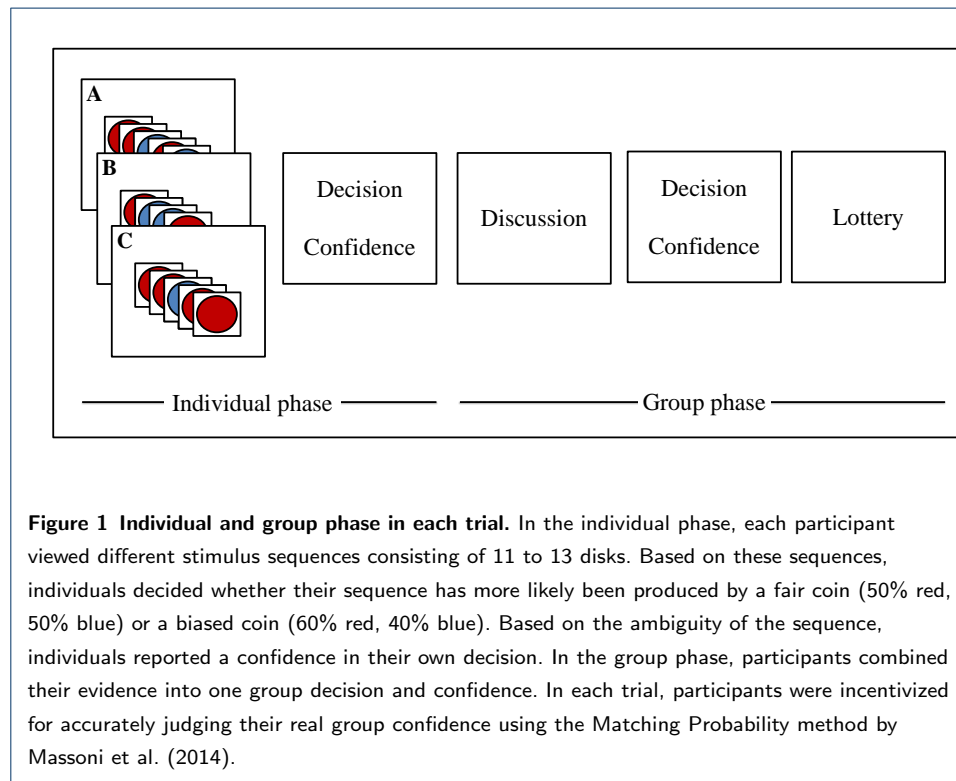 A
B
C
Decision
Confidence
Discussion
Decision
Confidence
Lottery
Individual phase
Group phase
Figure 1 Individual and group phase in each trial. In the individual phase, each participant
viewed different stimulus sequences consisting of 11 to 13 disks. Based on these sequences,
individuals decided whether their sequence has more likely been produced by a fair coin (50% red,
50% blue) or a biased coin (60% red, 40% blue). Based on the ambiguity of the sequence,
individuals reported a confidence in their own decision. In the group phase, participants combined
their evidence into one group decision and confidence. In each trial, participants were incentivized
for accurately judging their real group confidence using the Matching Probability method by
Massoni et al. (2014).